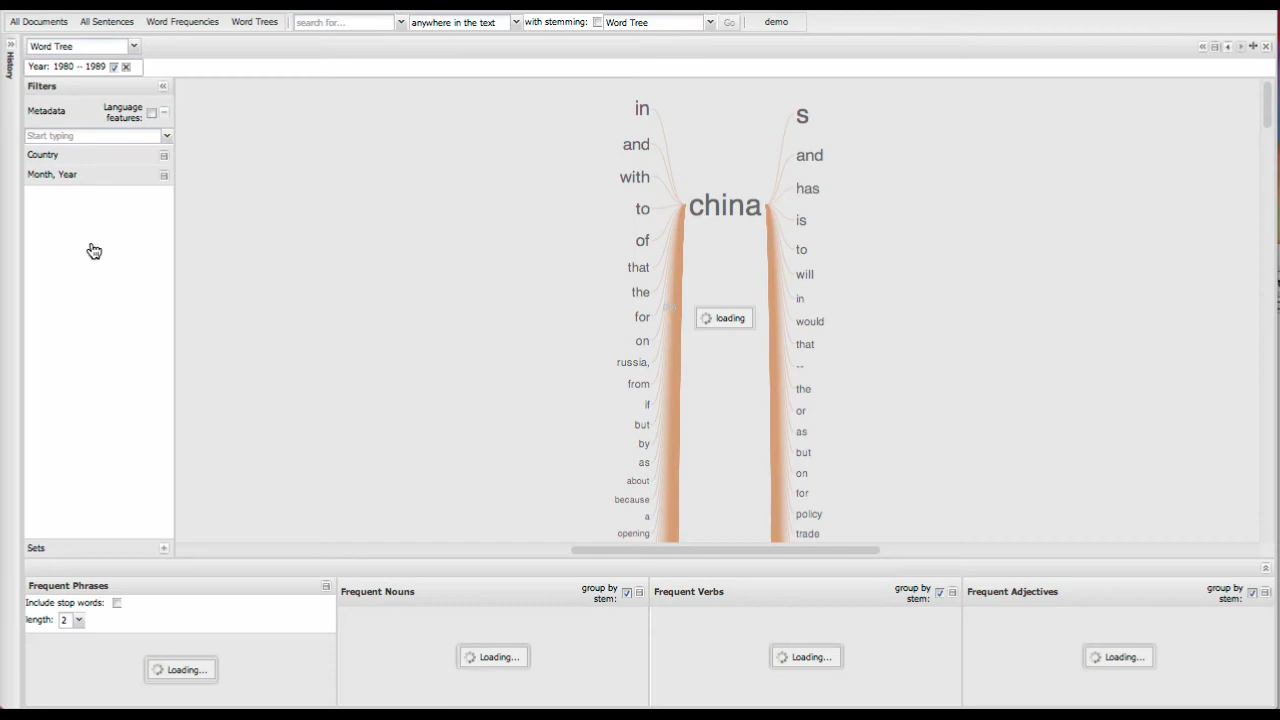 All Documents All Sentences Word Frequencies Word Trees search for... anywhere in the text with stemming: Word Tree Go demo
History
Word Tree
Year: 1980 -- 1989
Filters
Metadata Language features:
Start typing
Country
Month, Year
Sets
in
and
with
to
of
that
the
for
on
russia,
from
if
but
by
as
about
because
a
opening
china
loading
s
and
has
is
to
will
in
would
that
--
the
or
as
but
on
for
policy
trade
Frequent Phrases
Include stop words:
length: 2
Loading...
Frequent Nouns group by stem:
Loading...
Frequent Verbs group by stem:
Loading...
Frequent Adjectives group by stem:
Loading...